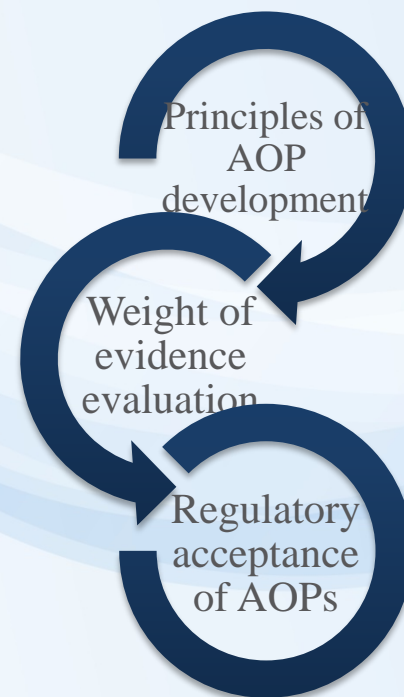 Principles of
AOP
development
Weight of
evidence
evaluation
Regulatory
acceptance
of AOPs